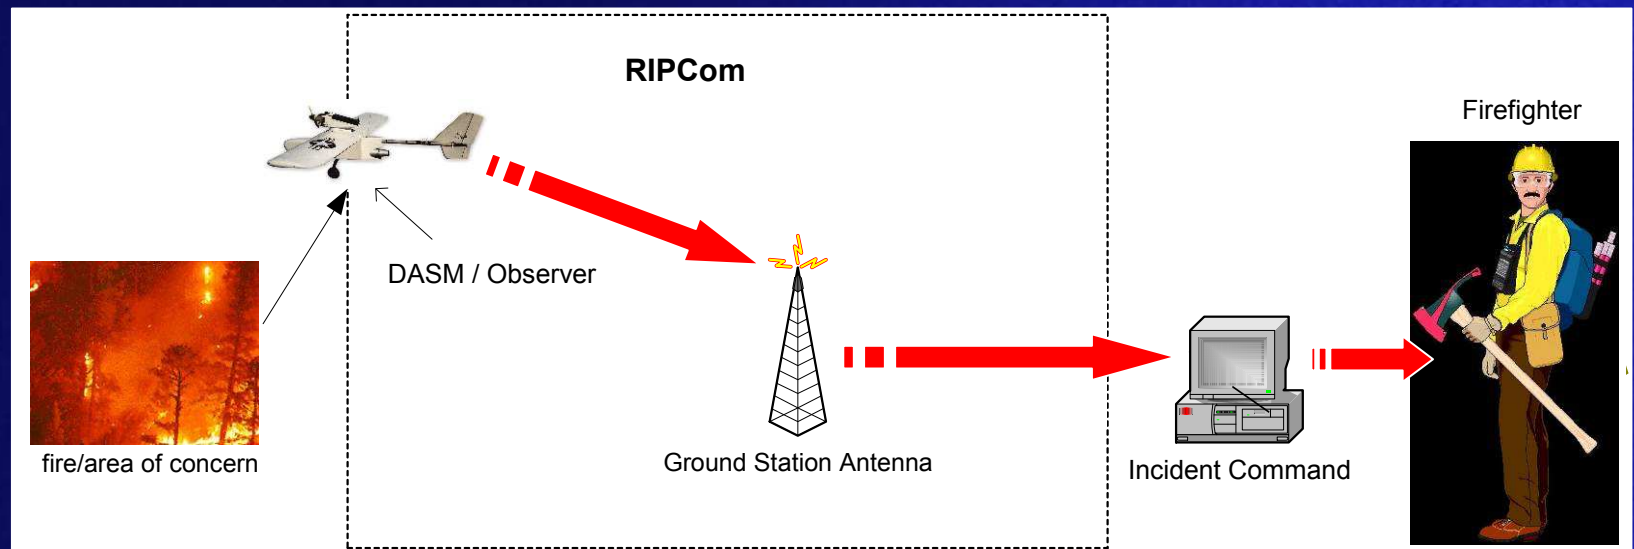 RIPCom
Firefighter
DASM / Observer
fire/area of concern
Ground Station Antenna
Incident Command